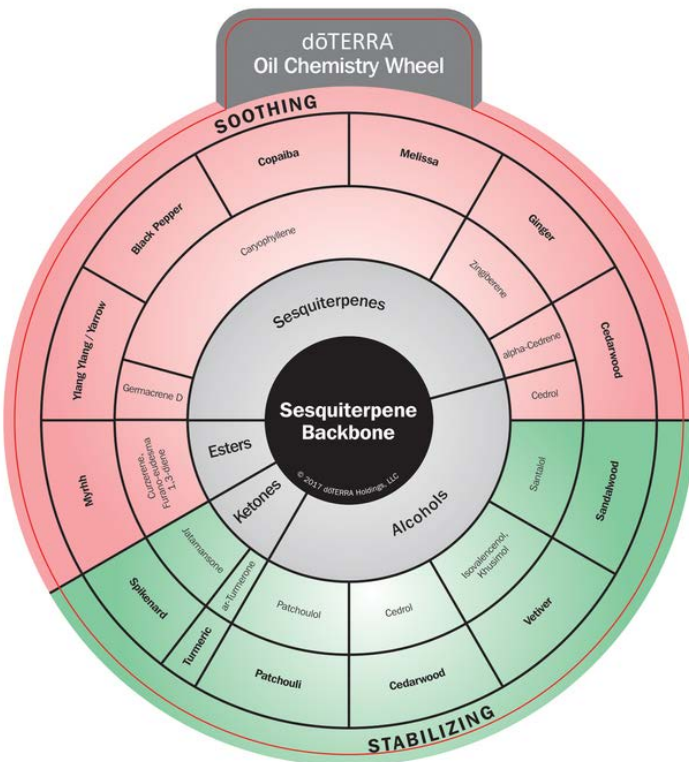 dōTERRA®
Oil Chemistry Wheel
SOOTHING
Copaiba
Melissa
Black Pepper
Ginger
Caryophyllene
Zingiberene
Ylang Ylang / Yarrow
Sesquiterpenes
alpha-Cedrene
Cedarwood
Germacrene D
Cedrol
Sesquiterpene
Backbone
© 2017 dōTERRA Holdings, LLC
Esters
Ketones
Alcohols
Myrrh
Curzerene,
Furano-eudesma
1,3-diene
Santalol
Sandalwood
Jatamansone
ar-Turmerone
Isovalencenol,
Khusimol
Spikenard
Turmeric
Patchoulol
Cedrol
Vetiver
Patchouli
Cedarwood
STABILIZING